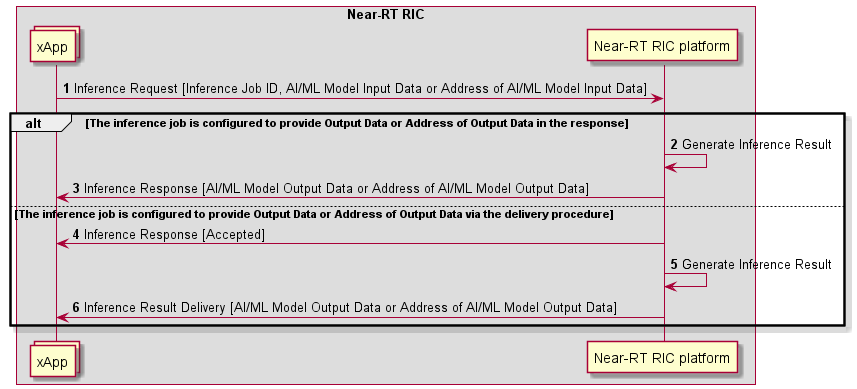 Near-RT RIC
xApp
Near-RT RIC platform
1 Inference Request [Inference Job ID, AI/ML Model Input Data or Address of AI/ML Model Input Data]
alt [The inference job is configured to provide Output Data or Address of Output Data in the response]
2 Generate Inference Result
3 Inference Response [AI/ML Model Output Data or Address of AI/ML Model Output Data]
[The inference job is configured to provide Output Data or Address of Output Data via the delivery procedure]
4 Inference Response [Accepted]
5 Generate Inference Result
6 Inference Result Delivery [AI/ML Model Output Data or Address of AI/ML Model Output Data]
xApp
Near-RT RIC platform